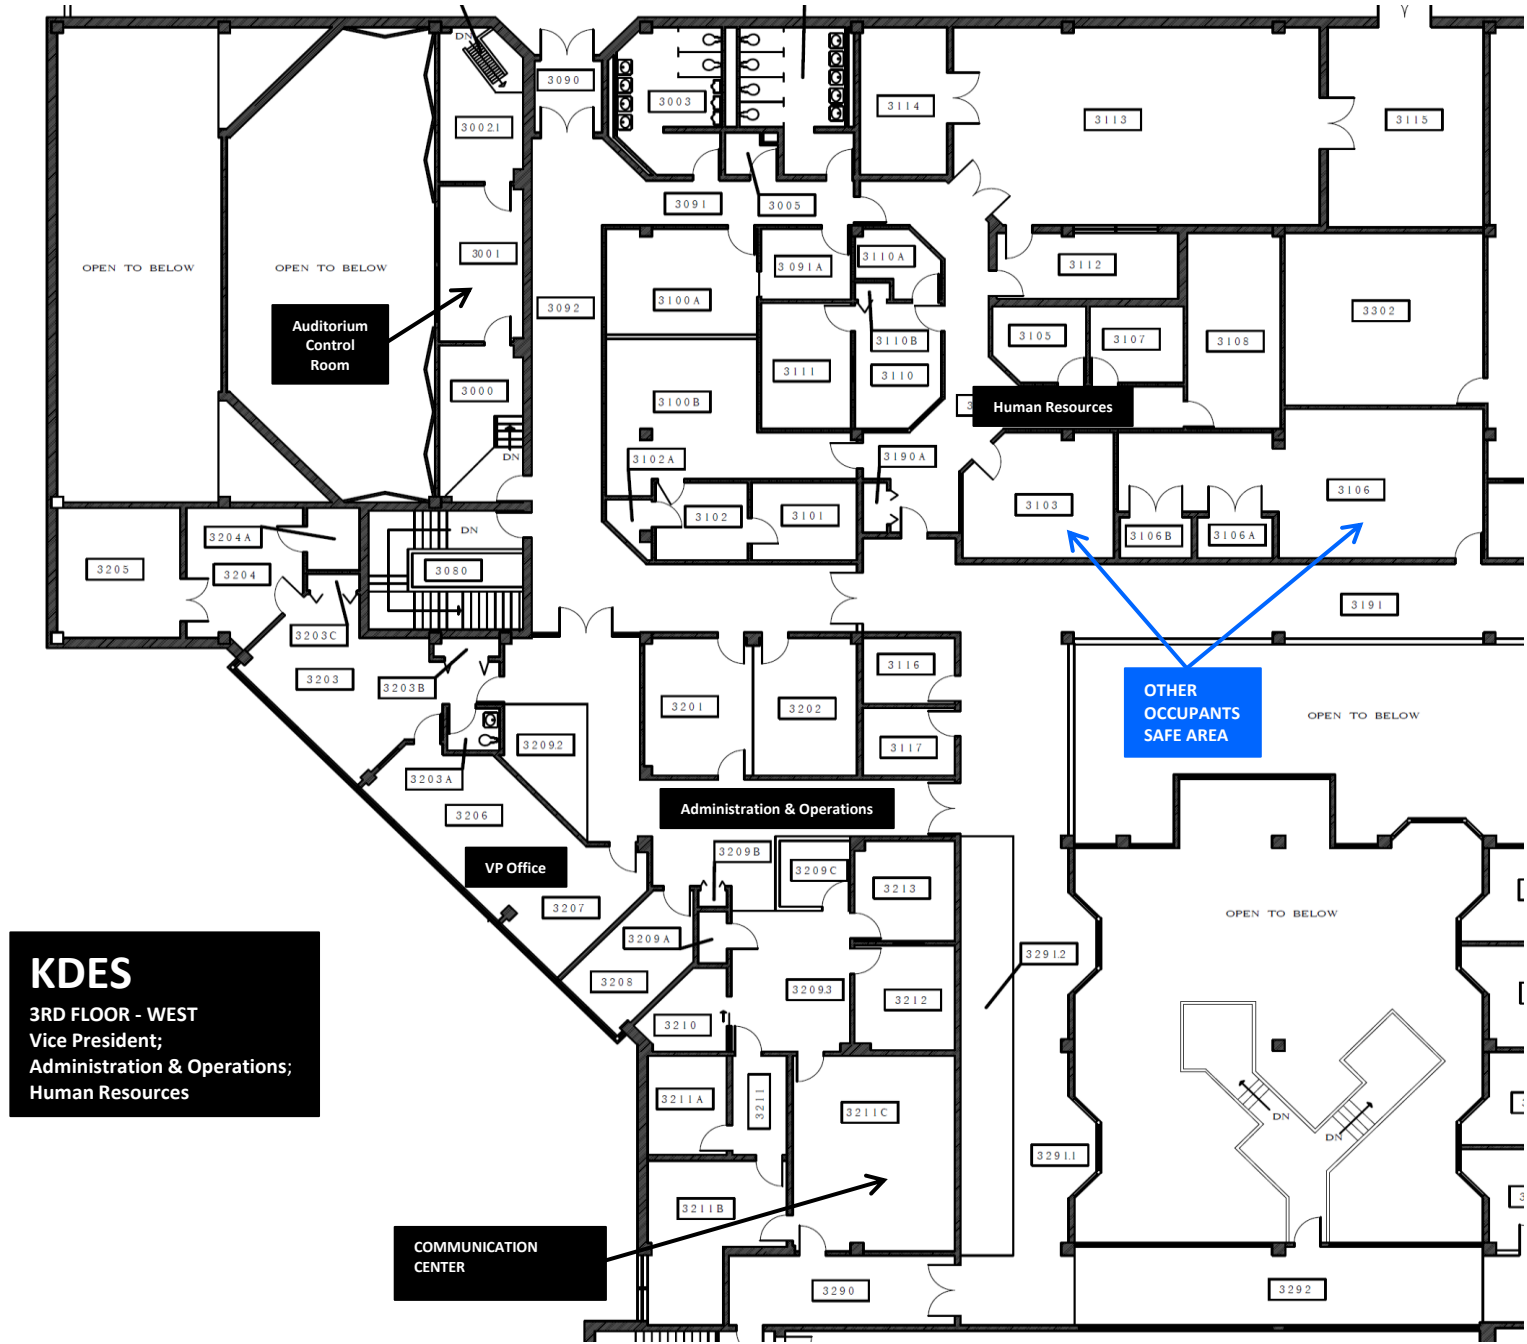 DN
3090
3003
3002.1
3114
3113
3115
3091
3005
3001
OPEN TO BELOW
OPEN TO BELOW
3091A
3110A
3112
3092
3100A
3302
Auditorium
Control
Room
3105
3107
3108
3110B
3111
3110
3000
3100B
Human Resources
DN
3102A
3190A
3106
3103
3102
3101
DN
3204A
3106B
3106A
3205
3204
3080
3191
3203C
3203
3203B
OTHER
OCCUPANTS
SAFE AREA
3116
3201
3202
OPEN TO BELOW
3209.2
3117
3203A
3206
Administration & Operations
3209B
VP Office
3209C
3213
3207
OPEN TO BELOW
3209A
3291.2
KDES
3RD FLOOR - WEST
Vice President;
Administration & Operations;
Human Resources
3208
3209.3
3212
3210
3211A
3211
3211C
DN
DN
3291.1
3211B
COMMUNICATION
CENTER
3290
3292